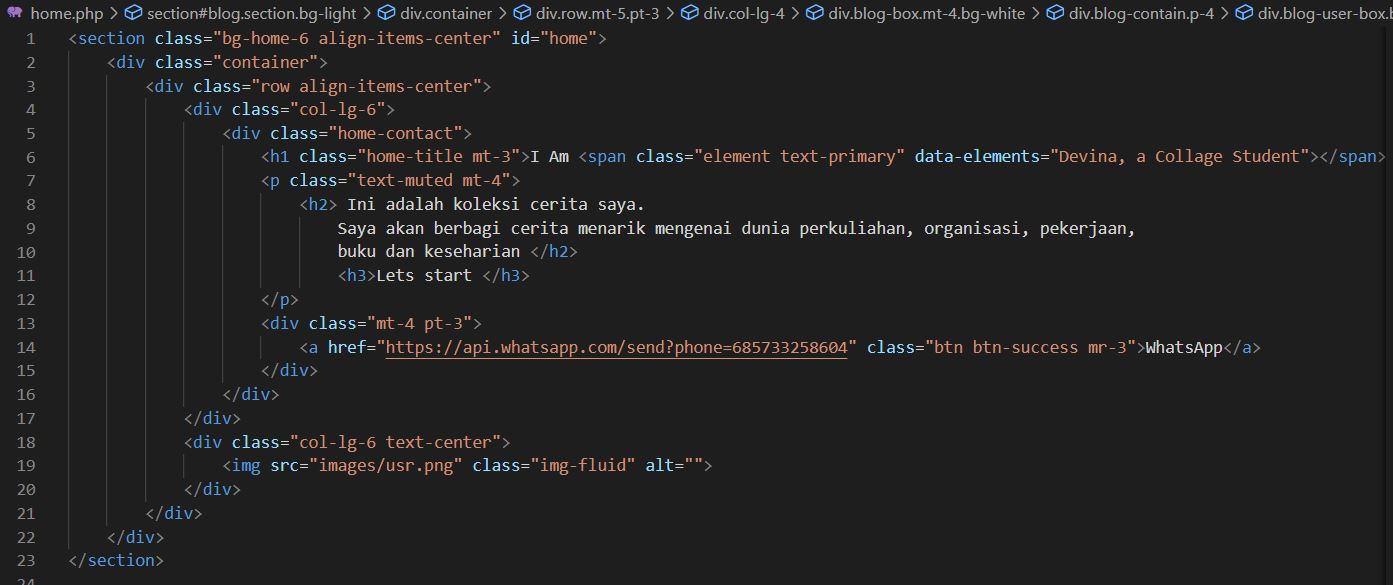 home.php > section#blog.section.bg-light > div.container > div.row.mt-5.pt-3 > div.col-lg-4 > div.blog-box.mt-4.bg-white > div.blog-contain.p-4 > div.blog-user-box.
1 <section class="bg-home-6 align-items-center" id="home">
2 <div class="container">
3 <div class="row align-items-center">
4 <div class="col-lg-6">
5 <div class="home-contact">
6 <h1 class="home-title mt-3">I Am <span class="element text-primary" data-elements="Devina, a Collage Student"></span>
7 <p class="text-muted mt-4">
8 <h2> Ini adalah koleksi cerita saya.
9 Saya akan berbagi cerita menarik mengenai dunia perkuliahan, organisasi, pekerjaan,
10 buku dan keseharian </h2>
11 <h3>Lets start </h3>
12 </p>
13 <div class="mt-4 pt-3">
14 <a href="https://api.whatsapp.com/send?phone=685733258604" class="btn btn-success mr-3">WhatsApp</a>
15 </div>
16 </div>
17 </div>
18 <div class="col-lg-6 text-center">
19 <img src="images/usr.png" class="img-fluid" alt="">
20 </div>
21 </div>
22 </div>
23 </section>
24